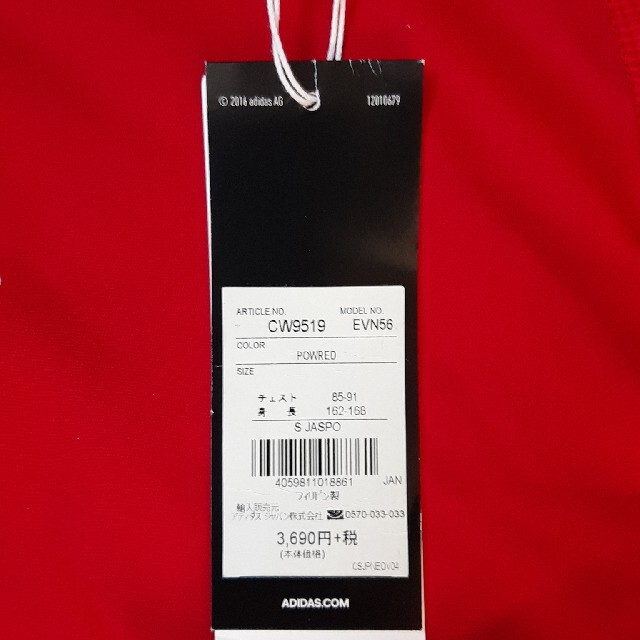 © 2016 adidas AG 12010679
ARTICLE NO. MODEL NO.
CW9519 EVN56
COLOR
POWRED
SIZE
チェスト 85-91
身 長 162-168
S JASPO
4059811018861 JAN
フィリピン製
輸入販売元
アディダス ジャパン株式会社 0570-033-033
3,690円+税
(本体価格)
CSJPNEOV04
ADIDAS.COM